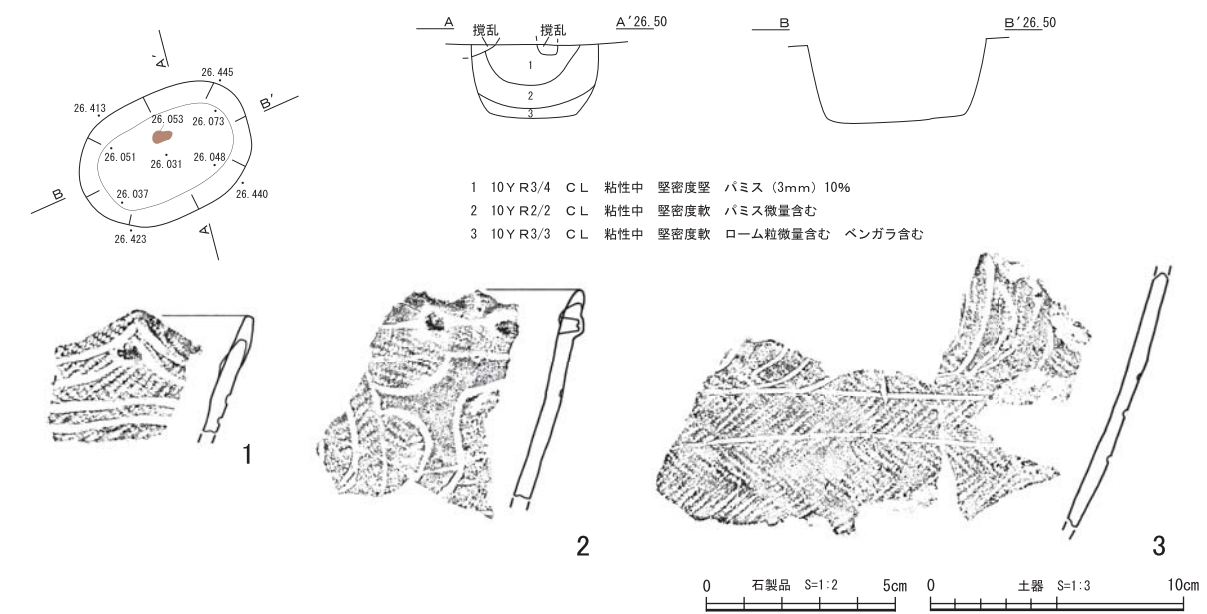 A'
26.445
B'
26.413
26.053
26.073
26.051
26.031
26.048
B
26.037
26.440
26.423
A
A
A'26.50
撹乱
撹乱
1
2
3
B
B'26.50
1 10YR3/4 CL 粘性中 堅密度堅 パミス(3mm)10%
2 10YR2/2 CL 粘性中 堅密度軟 パミス微量含む
3 10YR3/3 CL 粘性中 堅密度軟 ローム粒微量含む ベンガラ含む
1
2
3
0 石製品 S=1:2 5cm
0 土器 S=1:3 10cm